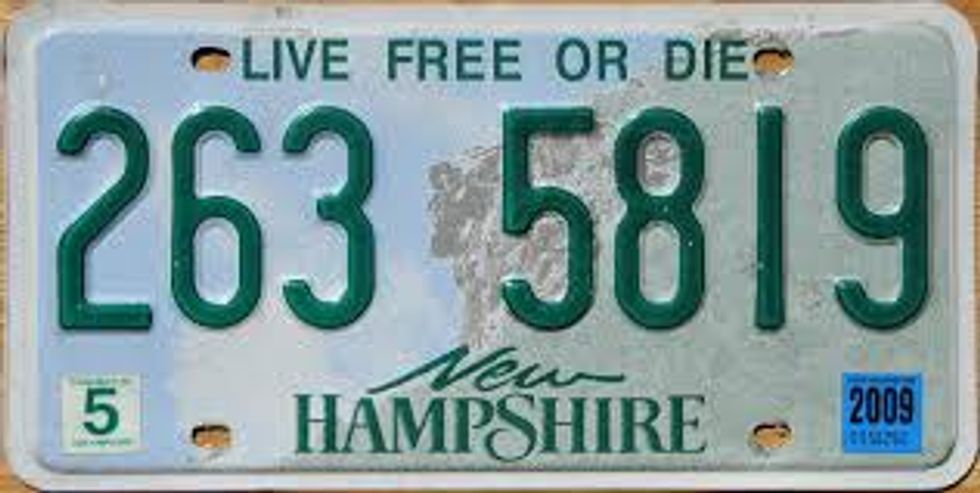 LIVE FREE OR DIE
263 5819
New
HAMPSHIRE
5
2009